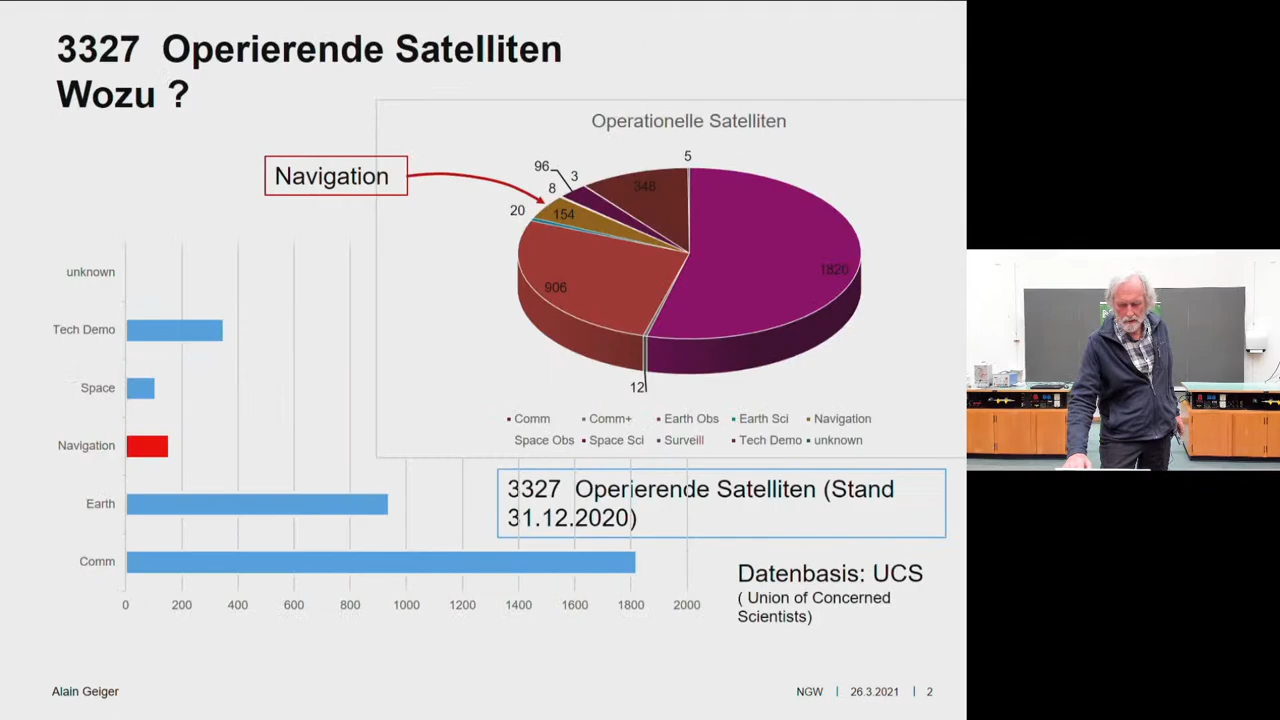 3327 Operierende Satelliten
Wozu ?
Operationelle Satelliten
Navigation
5
96
3
348
8
20
154
1820
906
12
Comm
Comm+
Earth Obs
Earth Sci
Navigation
Space Obs
Space Sci
Surveill
Tech Demo
unknown
unknown
Tech Demo
Space
Navigation
Earth
Comm
0
200
400
600
800
1000
1200
1400
1600
1800
2000
3327 Operierende Satelliten (Stand
31.12.2020)
Datenbasis: UCS
( Union of Concerned
Scientists)
Alain Geiger
NGW
26.3.2021
2